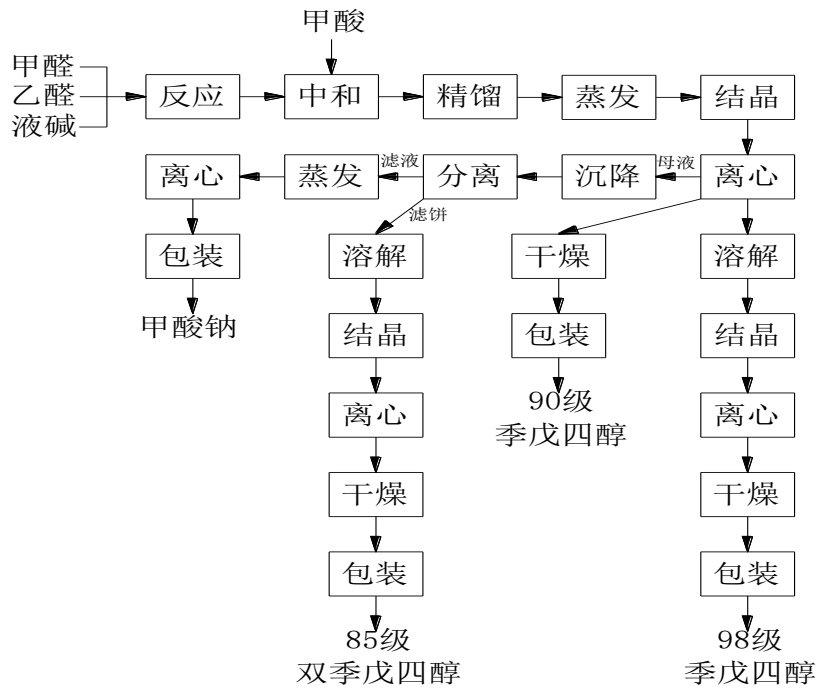 甲酸
甲醛
乙醛
液碱
反应
中和
精馏
蒸发
结晶
离心
蒸发
滤液
分离
沉降
母液
离心
滤饼
包装
溶解
干燥
溶解
甲酸钠
结晶
包装
结晶
离心
90级
季戊四醇
离心
干燥
干燥
包装
包装
85级
双季戊四醇
98级
季戊四醇